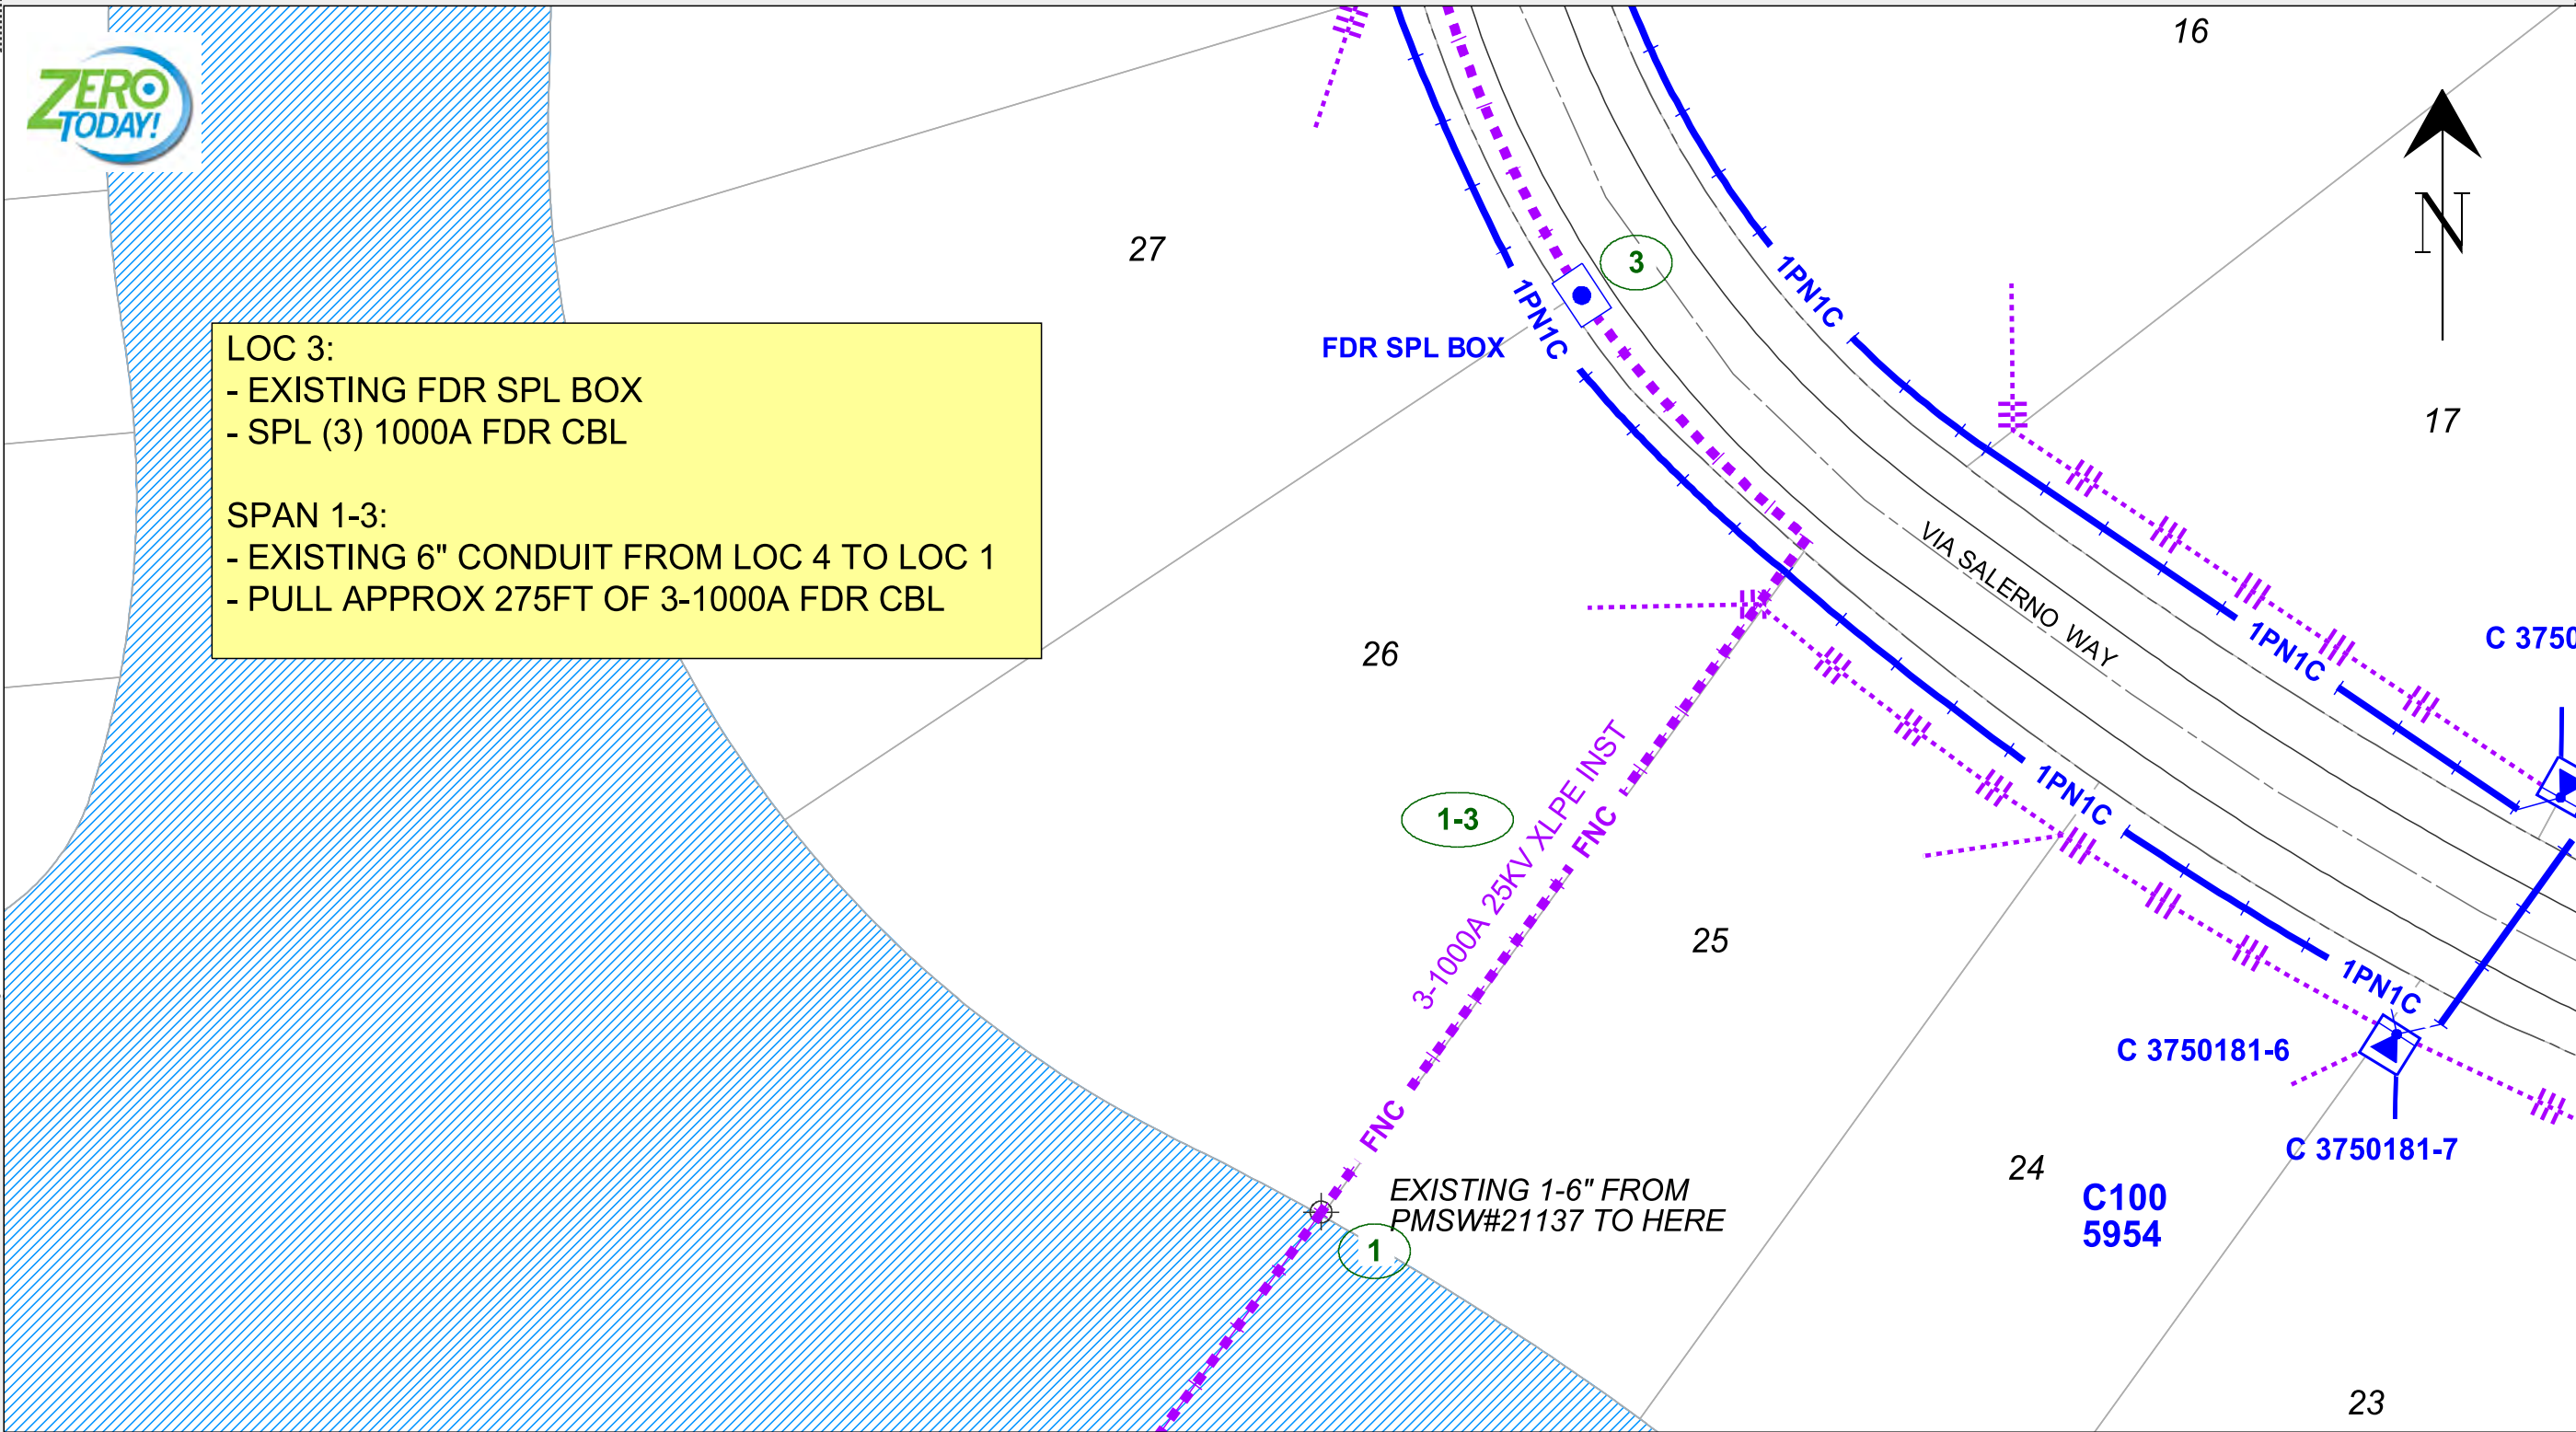 ZERO
TODAY!
16
N
27
3
1PN1C
1PN1C
FDR SPL BOX
17
LOC 3:
- EXISTING FDR SPL BOX
- SPL (3) 1000A FDR CBL
SPAN 1-3:
- EXISTING 6" CONDUIT FROM LOC 4 TO LOC 1
- PULL APPROX 275FT OF 3-1000A FDR CBL
VIA SALERNO WAY
1PN1C
C 3750
26
1-3
3-1000A 25KV XLPE INST
FNC
1PN1C
25
1PN1C
C 3750181-6
FNC
C 3750181-7
EXISTING 1-6" FROM
PMSW#21137 TO HERE
24
C100
5954
1
23